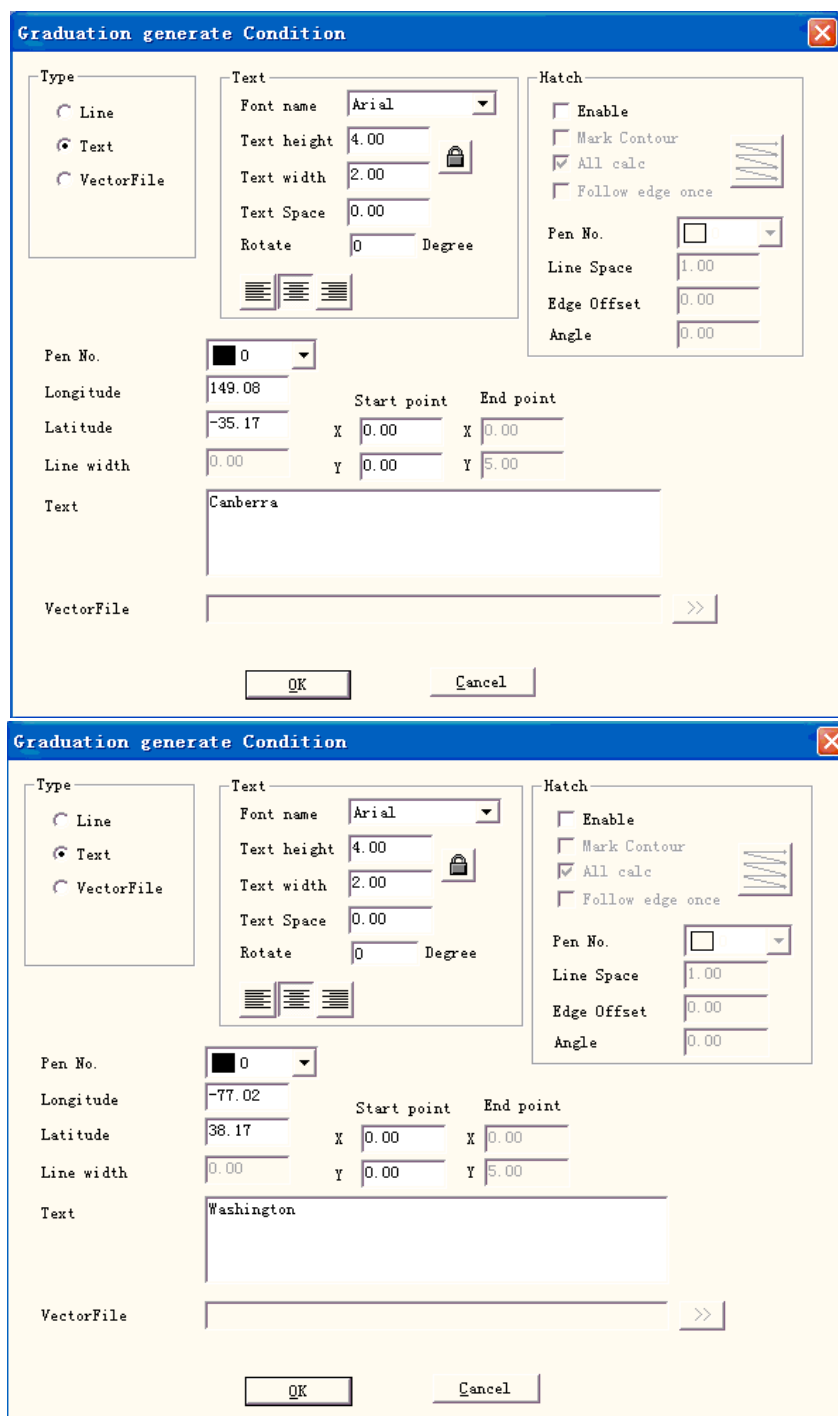 Graduation generate Condition
Type
Line
Text
VectorFile
Text
Font name Arial
Text height 4.00
Text width 2.00
Text Space 0.00
Rotate 0 Degree
Hatch
Enable
Mark Contour
All calc
Follow edge once
Pen No.
Line Space 1.00
Edge Offset 0.00
Angle 0.00
Pen No. 0
Longitude 149.08
Start point End point
Latitude -35.17 X 0.00 X 0.00
Line width 0.00 Y 0.00 Y 5.00
Text Canberra
VectorFile >>
OK Cancel
Graduation generate Condition
Type
Line
Text
VectorFile
Text
Font name Arial
Text height 4.00
Text width 2.00
Text Space 0.00
Rotate 0 Degree
Hatch
Enable
Mark Contour
All calc
Follow edge once
Pen No.
Line Space 1.00
Edge Offset 0.00
Angle 0.00
Pen No. 0
Longitude -77.02
Start point End point
Latitude 38.17 X 0.00 X 0.00
Line width 0.00 Y 0.00 Y 5.00
Text Washington
VectorFile >>
OK Cancel